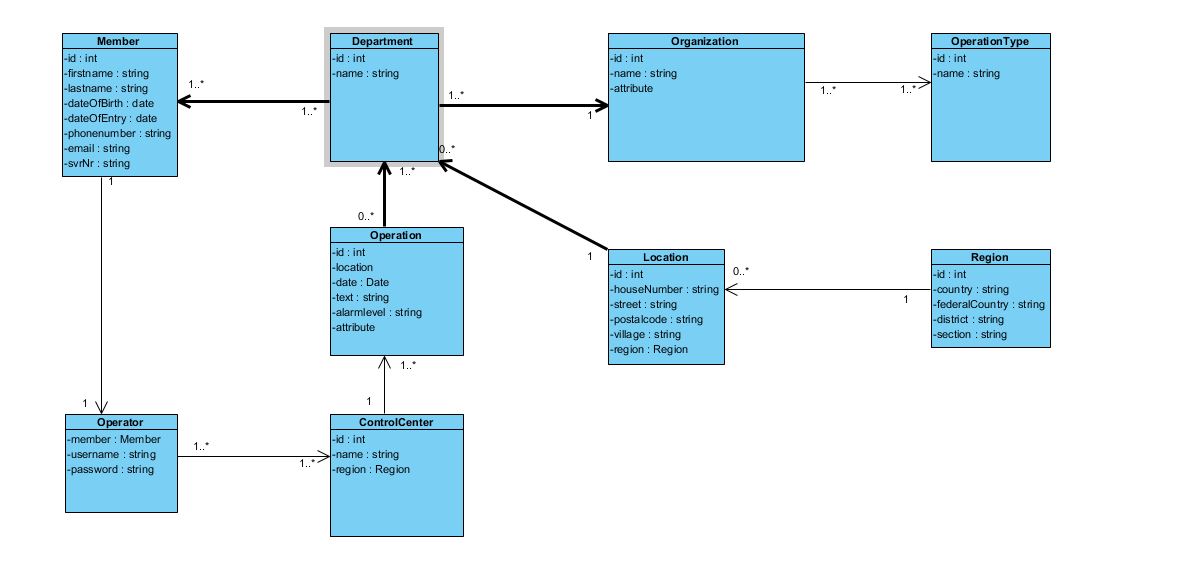 Member
-id : int
-firstname : string
-lastname : string
-dateOfBirth : date
-dateOfEntry : date
-phonenumber : string
-email : string
-svrNr : string
1..*
1..*
Department
-id : int
-name : string
1..*
1
Organization
-id : int
-name : string
-attribute
1..*
1..*
OperationType
-id : int
-name : string
0..*
1..*
0..*
1
1
Operation
-id : int
-location
-date : Date
-text : string
-alarmlevel : string
-attribute
Location
-id : int
-houseNumber : string
-street : string
-postalcode : string
-village : string
-region : Region
0..*
1
Region
-id : int
-country : string
-federalCountry : string
-district : string
-section : string
1..*
1
1
Operator
-member : Member
-username : string
-password : string
1..*
1..*
ControlCenter
-id : int
-name : string
-region : Region